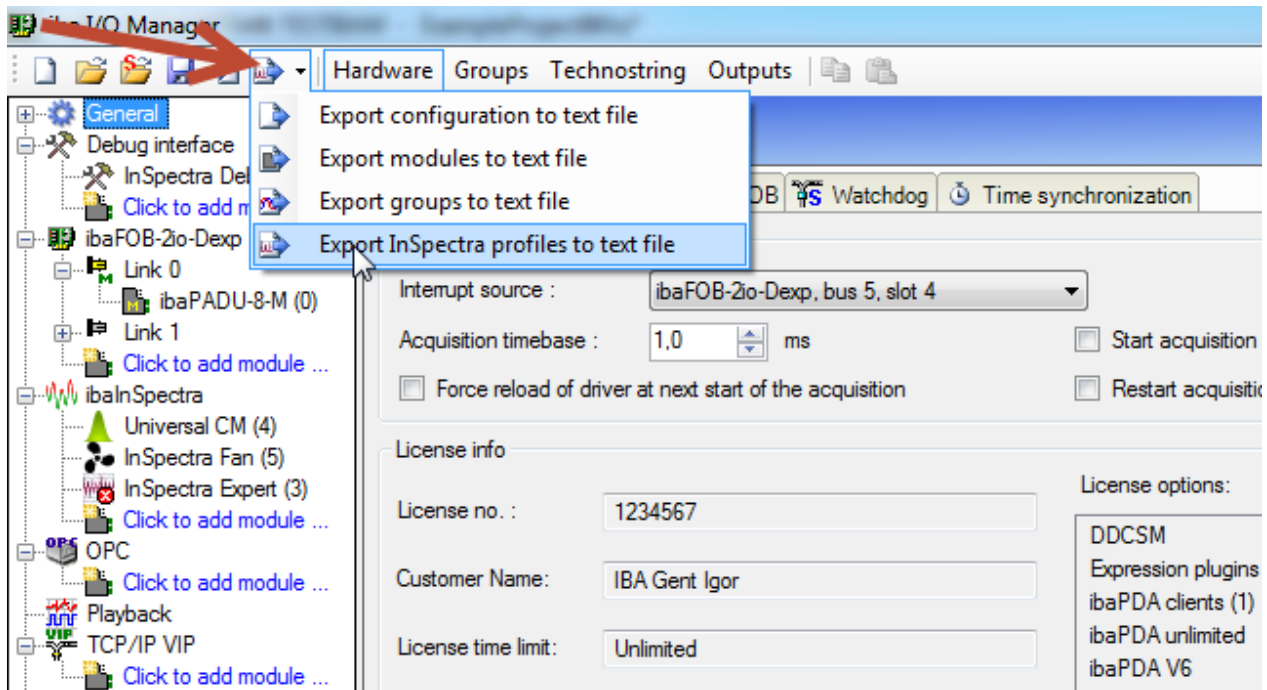 iba I/O Manager
Hardware Groups Technostring Outputs
General
Debug interface
InSpectra Del
Click to add m
ibaFOB-2io-Dexp
Link 0
ibaPADU-8-M (0)
Link 1
Click to add module ...
ibaInSpectra
Universal CM (4)
InSpectra Fan (5)
InSpectra Expert (3)
Click to add module ...
OPC
Click to add module ...
Playback
TCP/IP VIP
Click to add module ...
Export configuration to text file
Export modules to text file
Export groups to text file
Export InSpectra profiles to text file
DB Watchdog Time synchronization
Interrupt source : ibaFOB-2io-Dexp, bus 5, slot 4
Acquisition timebase : 1,0 ms Start acquisition
Force reload of driver at next start of the acquisition Restart acquisitio
License info
License no. : 1234567
Customer Name: IBA Gent Igor
License time limit: Unlimited
License options:
DDCSM
Expression plugins
ibaPDA clients (1)
ibaPDA unlimited
ibaPDA V6